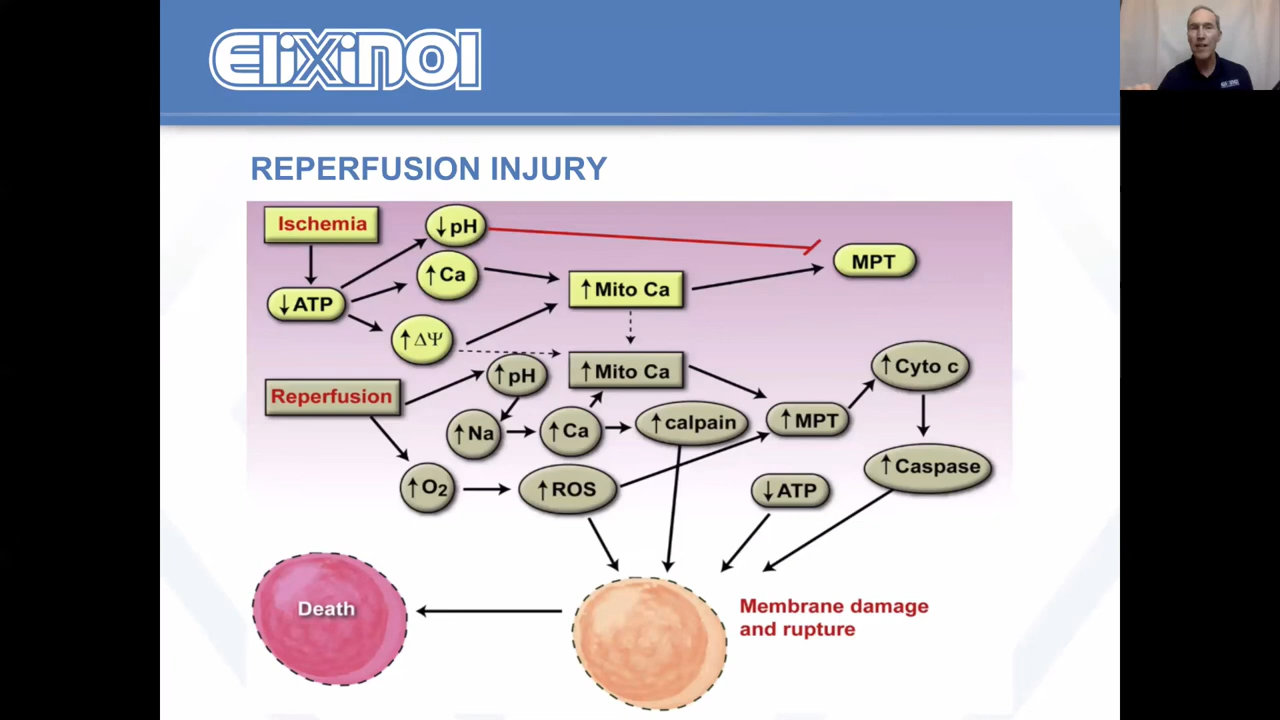 Elixinol
REPERFUSION INJURY
Ischemia
↓pH
MPT
↑Ca
↑Mito Ca
↓ATP
↑ΔΨ
↑Mito Ca
↑Cyto c
↑pH
Reperfusion
↑Na
↑Ca
↑calpain
↑MPT
↑Caspase
↑O₂
↑ROS
↓ATP
Death
Membrane damage
and rupture